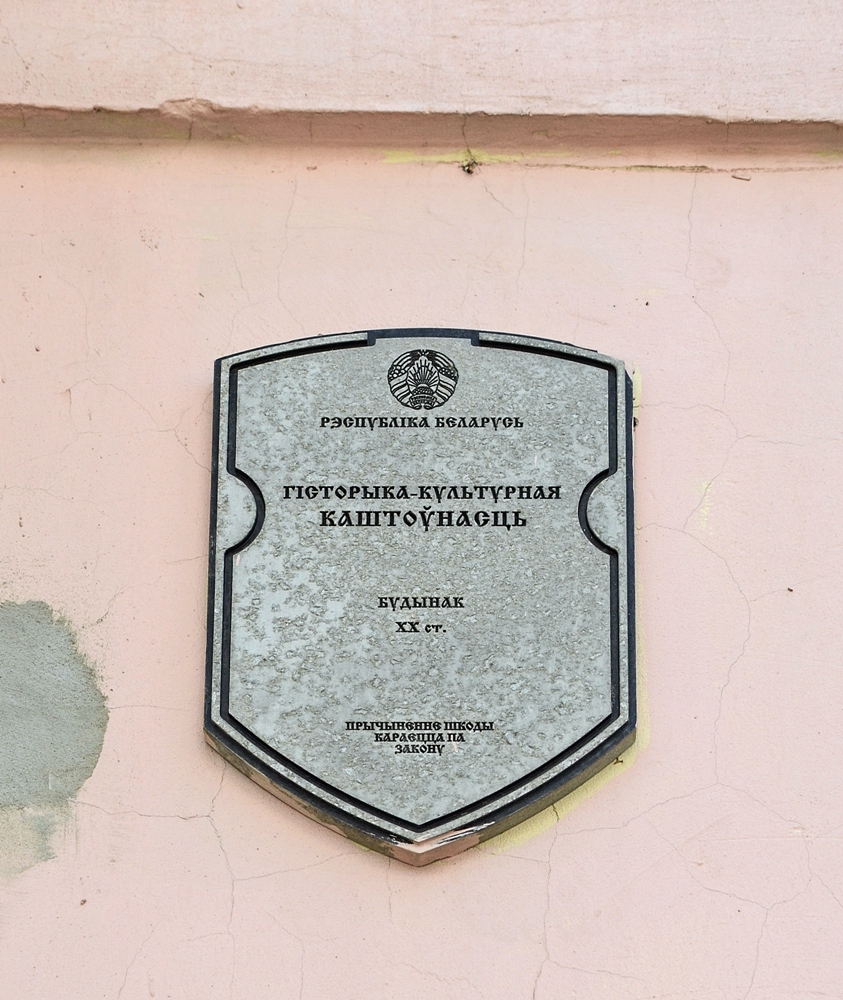 РЭСПУБЛІКА БЕЛАРУСЬ
ГІСТОРЫКА-КУЛЬТУРНАЯ
КАШТОЎНАСЦЬ
БУДЫНАК
XX ст.
ПРЫЧЫНЕННЕ ШКОДЫ
КАРАЕЦЦА ПА
ЗАКОНУ